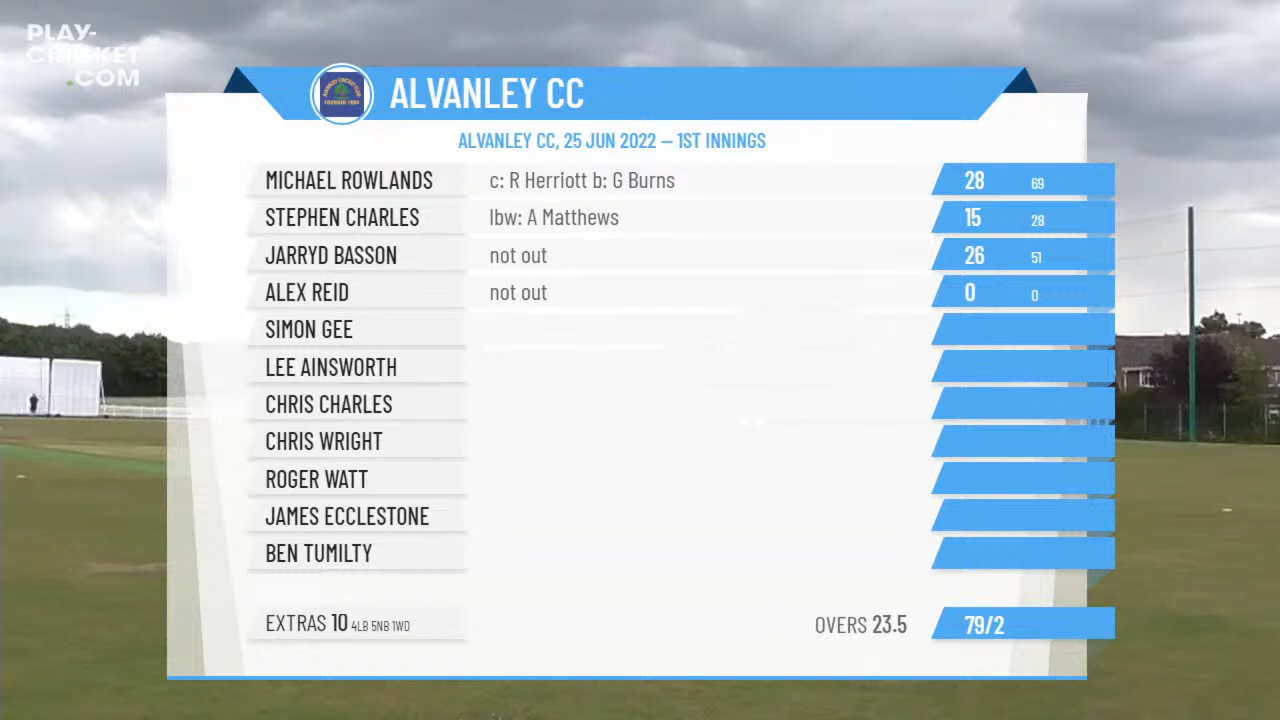 PLAY-
CRICKET
.COM
ALVANLEY CC
ALVANLEY CC, 25 JUN 2022 – 1ST INNINGS
MICHAEL ROWLANDS c: R Herriott b: G Burns 28 69
STEPHEN CHARLES lbw: A Matthews 15 28
JARRYD BASSON not out 26 51
ALEX REID not out 0 0
SIMON GEE
LEE AINSWORTH
CHRIS CHARLES
CHRIS WRIGHT
ROGER WATT
JAMES ECCLESTONE
BEN TUMILTY
EXTRAS 10 4LB 5NB 1WD OVERS 23.5 79/2